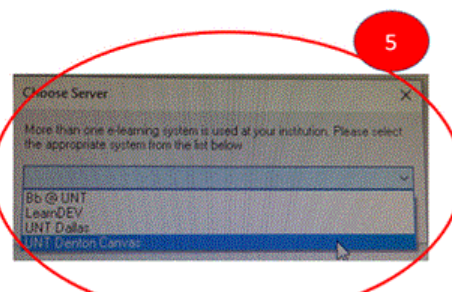 5
Choose Server
More than one e-learning system is used at your institution. Please select
the appropriate system from the list below
Bb @ UNT
LearnDEV
UNT Dallas
UNT Denton Canvas